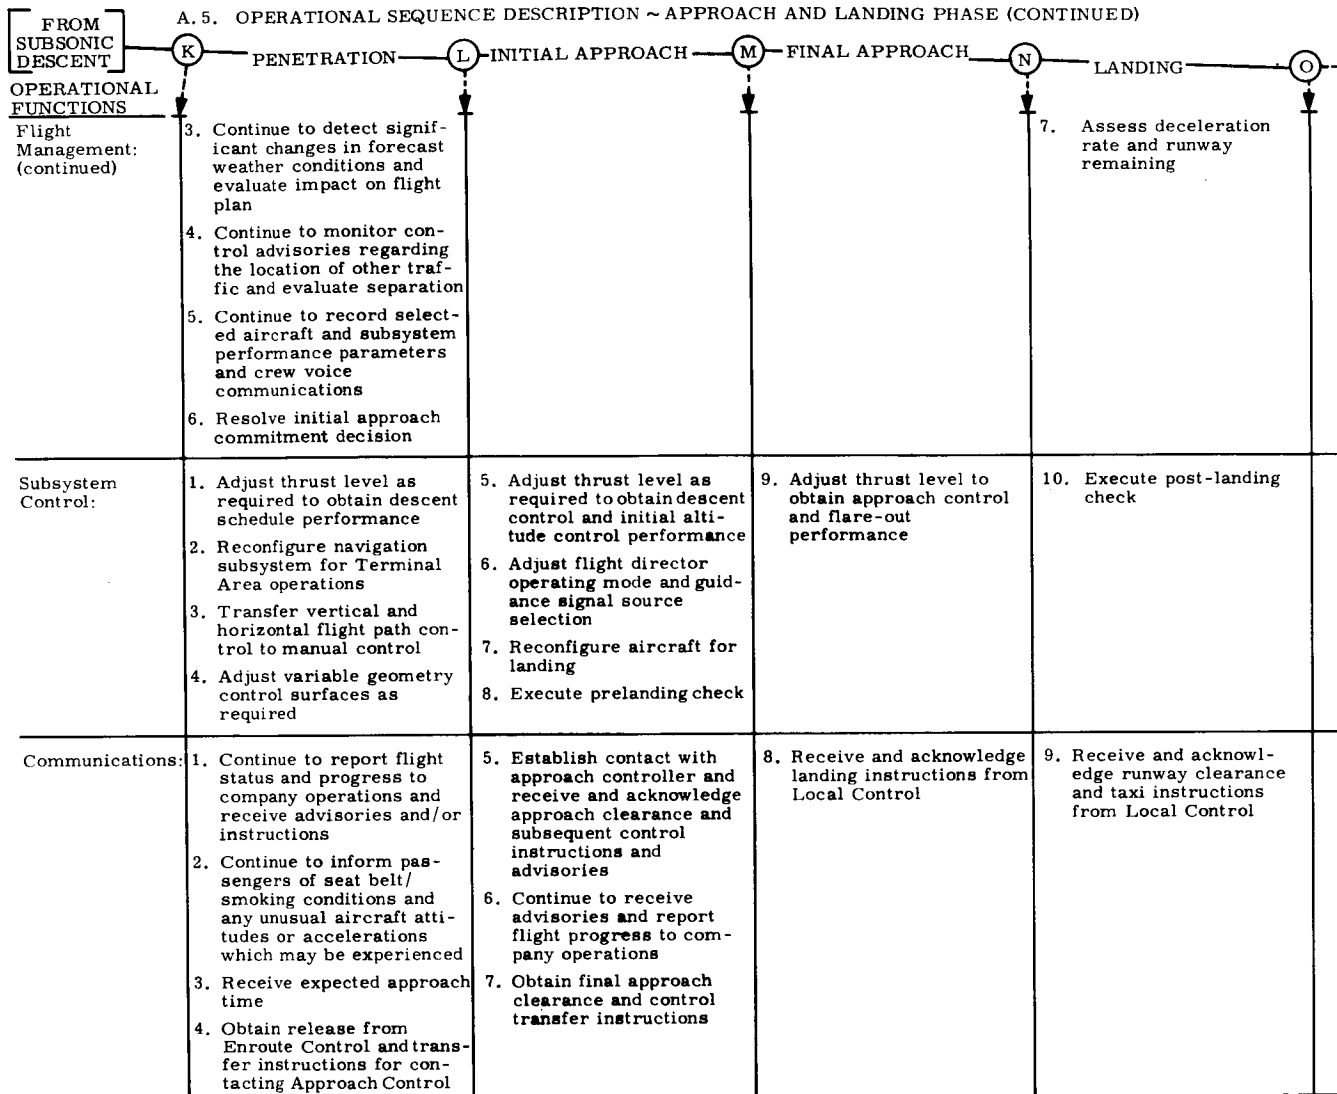 A.5. OPERATIONAL SEQUENCE DESCRIPTION ~ APPROACH AND LANDING PHASE (CONTINUED)
FROM
SUBSONIC
DESCENT
K
PENETRATION
L
INITIAL APPROACH
M
FINAL APPROACH
N
LANDING
O
OPERATIONAL
FUNCTIONS
Flight
Management:
(continued)
3. Continue to detect signif-
icant changes in forecast
weather conditions and
evaluate impact on flight
plan
4. Continue to monitor con-
trol advisories regarding
the location of other traf-
fic and evaluate separation
5. Continue to record select-
ed aircraft and subsystem
performance parameters
and crew voice
communications
6. Resolve initial approach
commitment decision
7. Assess deceleration
rate and runway
remaining
Subsystem
Control:
1. Adjust thrust level as
required to obtain descent
schedule performance
2. Reconfigure navigation
subsystem for Terminal
Area operations
3. Transfer vertical and
horizontal flight path con-
trol to manual control
4. Adjust variable geometry
control surfaces as
required
5. Adjust thrust level as
required to obtain descent
control and initial alti-
tude control performance
6. Adjust flight director
operating mode and guid-
ance signal source
selection
7. Reconfigure aircraft for
landing
8. Execute prelanding check
9. Adjust thrust level to
obtain approach control
and flare-out
performance
10. Execute post-landing
check
Communications:
1. Continue to report flight
status and progress to
company operations and
receive advisories and/or
instructions
2. Continue to inform pas-
sengers of seat belt/
smoking conditions and
any unusual aircraft atti-
tudes or accelerations
which may be experienced
3. Receive expected approach
time
4. Obtain release from
Enroute Control and trans-
fer instructions for con-
tacting Approach Control
5. Establish contact with
approach controller and
receive and acknowledge
approach clearance and
subsequent control
instructions and
advisories
6. Continue to receive
advisories and report
flight progress to com-
pany operations
7. Obtain final approach
clearance and control
transfer instructions
8. Receive and acknowledge
landing instructions from
Local Control
9. Receive and acknowl-
edge runway clearance
and taxi instructions
from Local Control